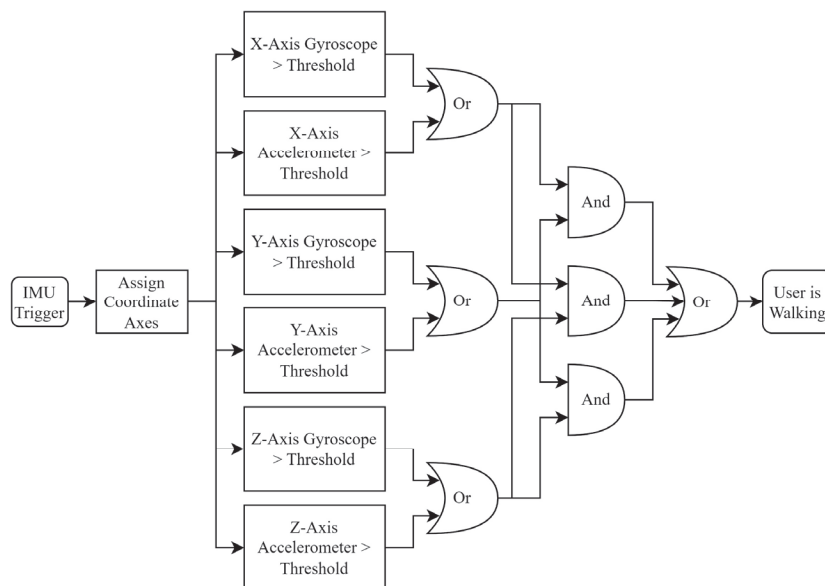 X-Axis Gyroscope
> Threshold
Or
X-Axis
Accelerometer >
Threshold
And
Y-Axis Gyroscope
> Threshold
IMU
Trigger
Assign
Coordinate
Axes
Or
And
Or
User is
Walking
Y-Axis
Accelerometer >
Threshold
And
Z-Axis Gyroscope
> Threshold
Or
Z-Axis
Accelerometer >
Threshold